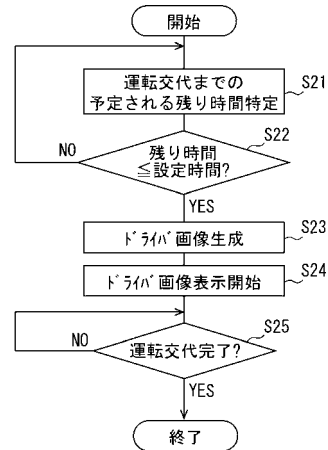 開始
運転交代までの
予定される残り時間特定
S21
残り時間
≦設定時間?
S22
NO
YES
ﾄﾞﾗｲﾊﾞ画像生成
S23
ﾄﾞﾗｲﾊﾞ画像表示開始
S24
運転交代完了?
S25
NO
YES
終了